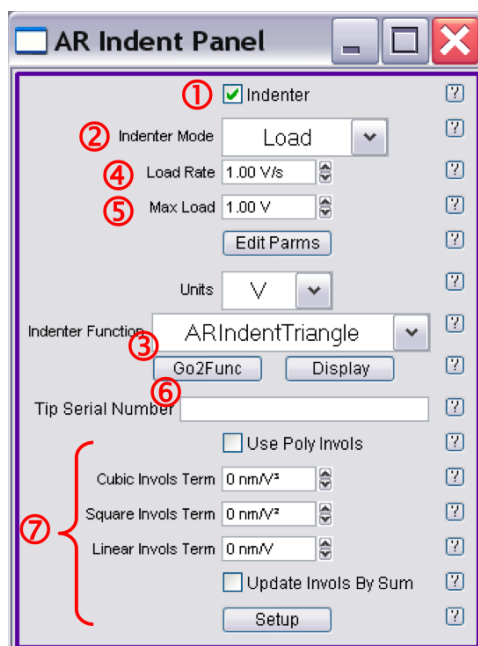 AR Indent Panel
① Indenter ?
② Indenter Mode Load ?
④ Load Rate 1.00 V/s ?
⑤ Max Load 1.00 V ?
Edit Parms ?
Units V ?
Indenter Function ARIndentTriangle ?
③ Go2Func Display ?
⑥
Tip Serial Number ?
Use Poly Invols ?
Cubic Invols Term 0 nm/V³ ?
Square Invols Term 0 nm/V² ?
⑦ Linear Invols Term 0 nm/V ?
Update Invols By Sum ?
Setup ?